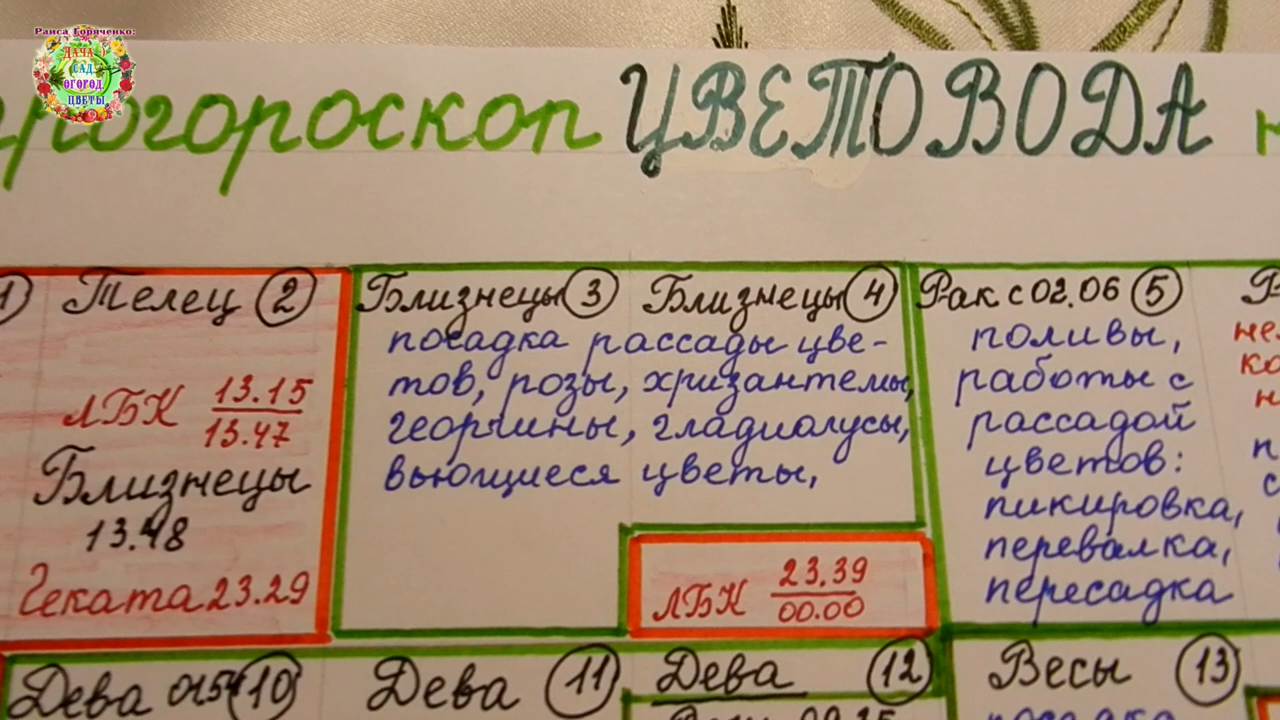 Раиса Горяченко:
ДАЧА
САД
ОГОРОД
ЦВЕТЫ
рогороскоп ЦВЕТОВОДА н
1 Телец 2
ЛБК 13.15
13.47
Близнецы
13.48
Геката 23.29
Близнецы 3 Близнецы 4
посадка рассады цве-
тов, розы, хризантемы,
георгины, гладиолусы,
вьющиеся цветы,
ЛБК 23.39
00.00
Рак с 02.06 5
поливы,
работы с
рассадой
цветов:
пикировка,
перевалка,
пересадка
Дева 10
Дева 11
Дева 12
Весы 13